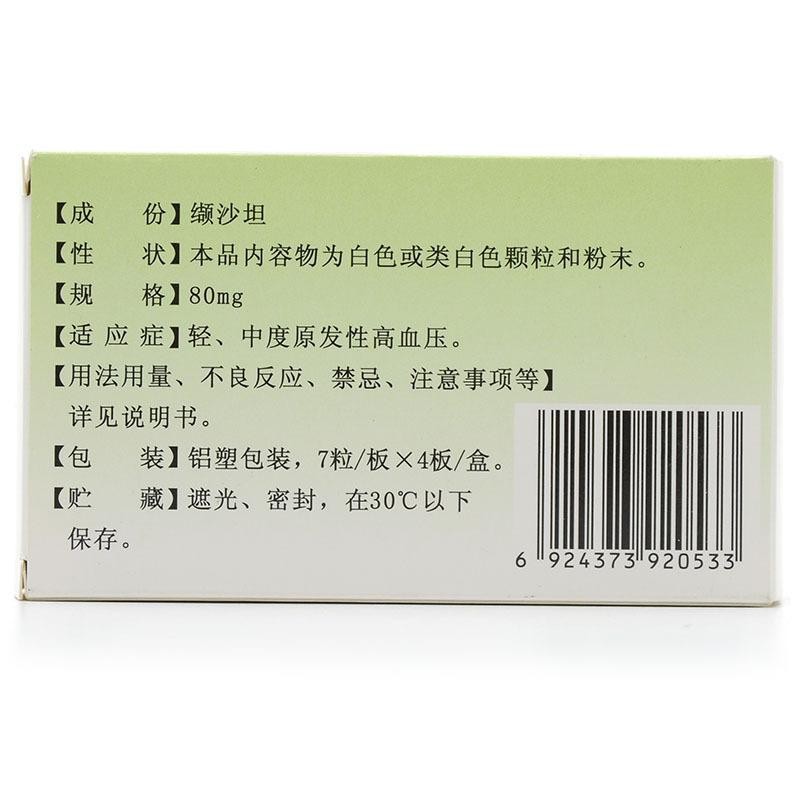 【成　份】缬沙坦
【性　状】本品内容物为白色或类白色颗粒和粉末。
【规　格】80mg
【适应症】轻、中度原发性高血压。
【用法用量、不良反应、禁忌、注意事项等】
详见说明书。
【包　装】铝塑包装，7粒/板×4板/盒。
【贮　藏】遮光、密封，在30℃以下
保存。
6 924373 920533